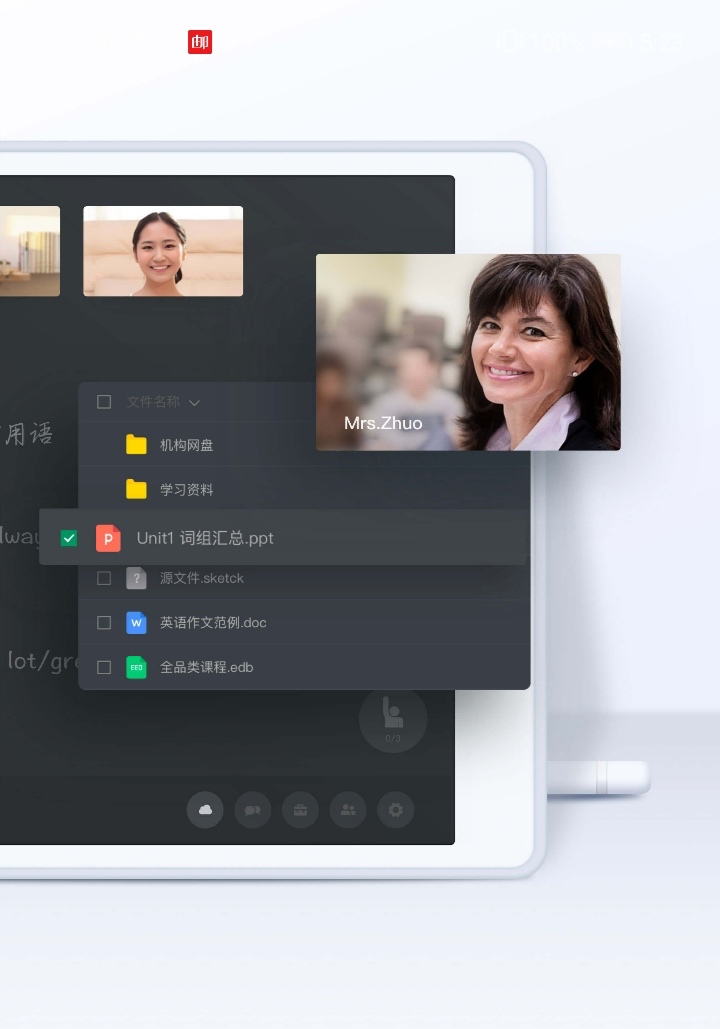 邮
Mrs.Zhuo
文件名称
用语
机构网盘
学习资料
Unit1 词组汇总.ppt
源文件.sketck
英语作文范例.doc
EEO
全品类课程.edb
lot/gre
0/3